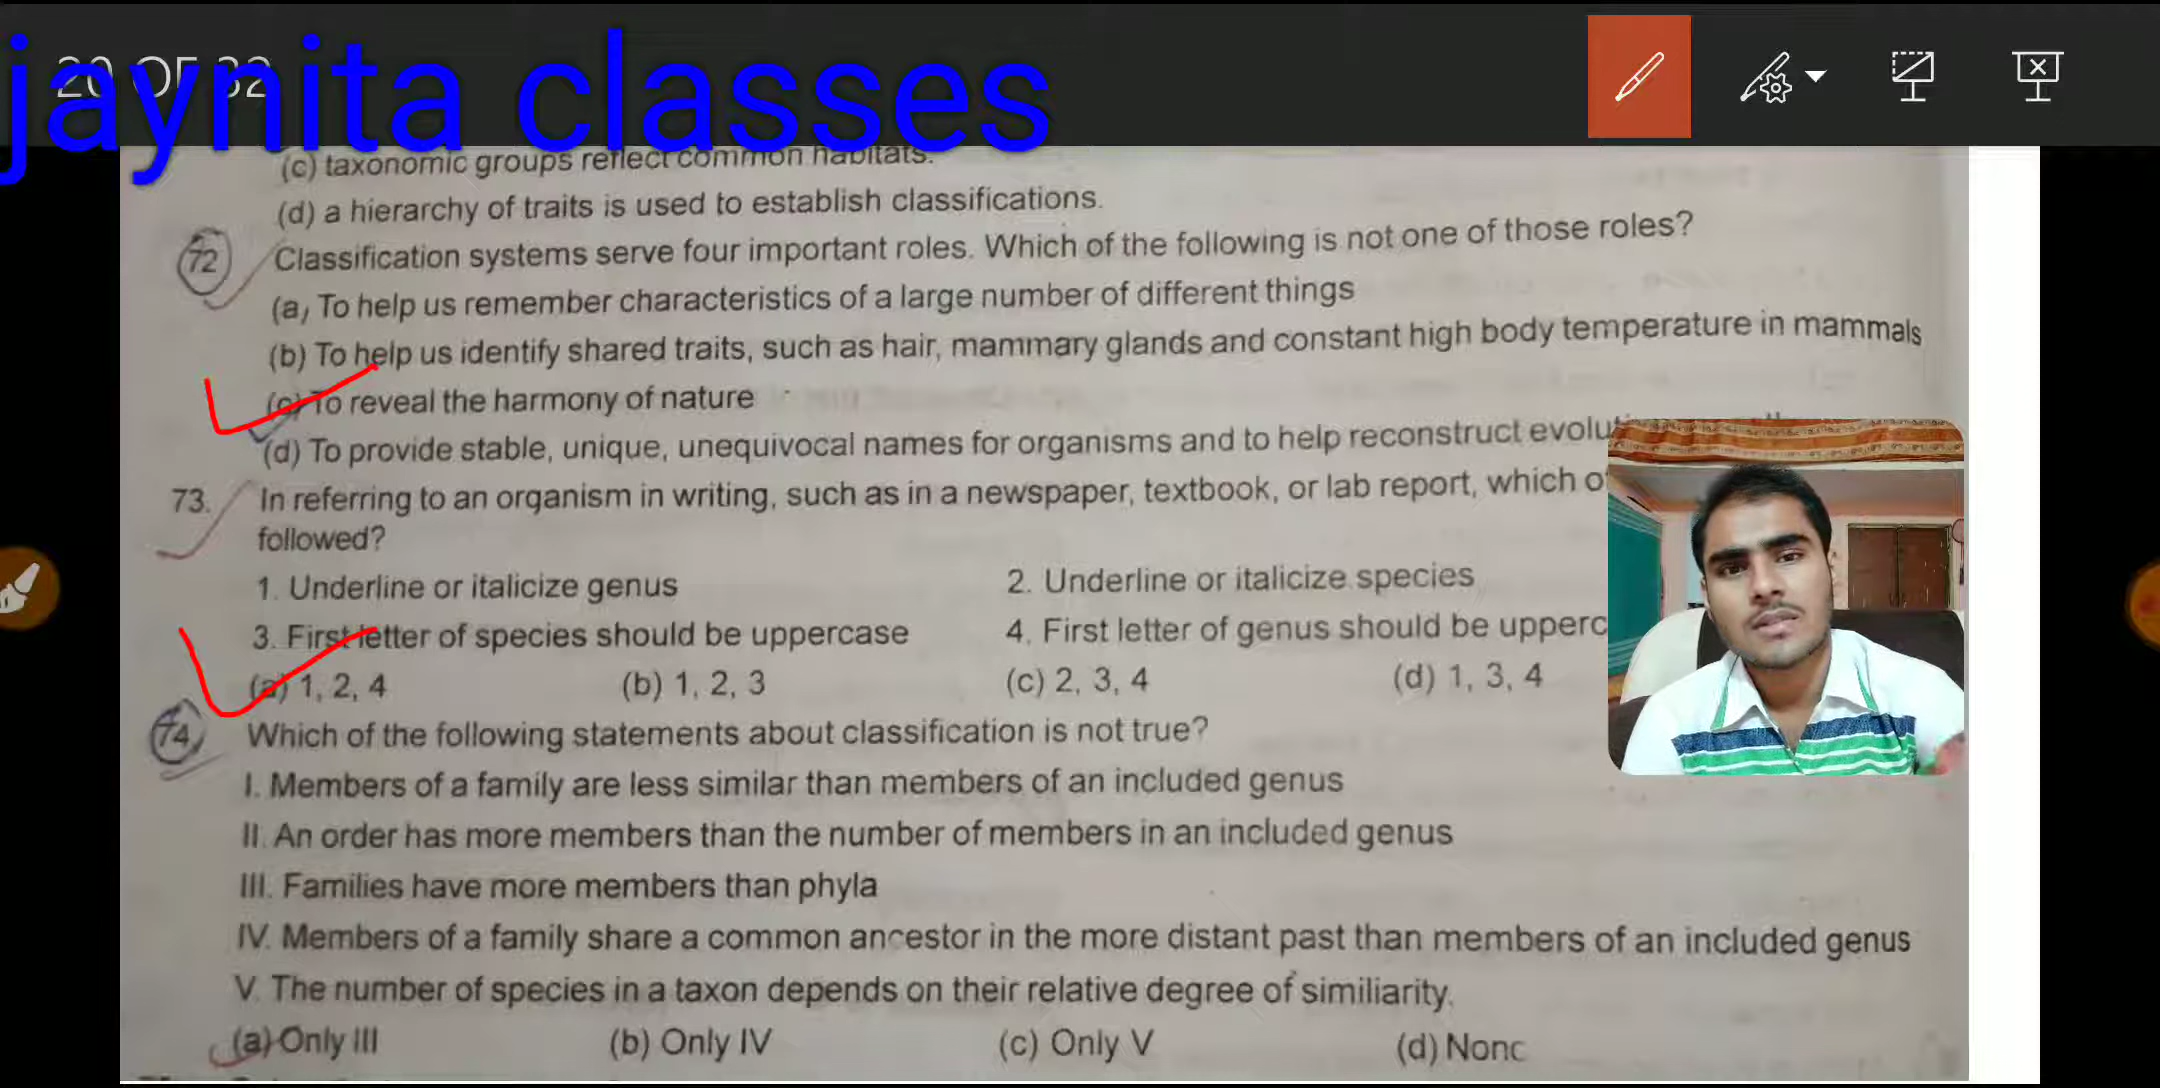 20 OF 32
jaynita classes
(c) taxonomic groups reflect common habitats.
(d) a hierarchy of traits is used to establish classifications.
72 Classification systems serve four important roles. Which of the following is not one of those roles?
(a) To help us remember characteristics of a large number of different things
(b) To help us identify shared traits, such as hair, mammary glands and constant high body temperature in mammals
(c) To reveal the harmony of nature
(d) To provide stable, unique, unequivocal names for organisms and to help reconstruct
73. In referring to an organism in writing, such as in a newspaper, textbook, or lab report, which
followed?
1. Underline or italicize genus 2. Underline or italicize species
3. First letter of species should be uppercase 4. First letter of genus should be
(a) 1, 2, 4 (b) 1, 2, 3 (c) 2, 3, 4 (d) 1, 3, 4
74 Which of the following statements about classification is not true?
I. Members of a family are less similar than members of an included genus
II. An order has more members than the number of members in an included genus
III. Families have more members than phyla
IV. Members of a family share a common ancestor in the more distant past than members of an included genus
V. The number of species in a taxon depends on their relative degree of similiarity.
(a) Only III (b) Only IV (c) Only V (d)